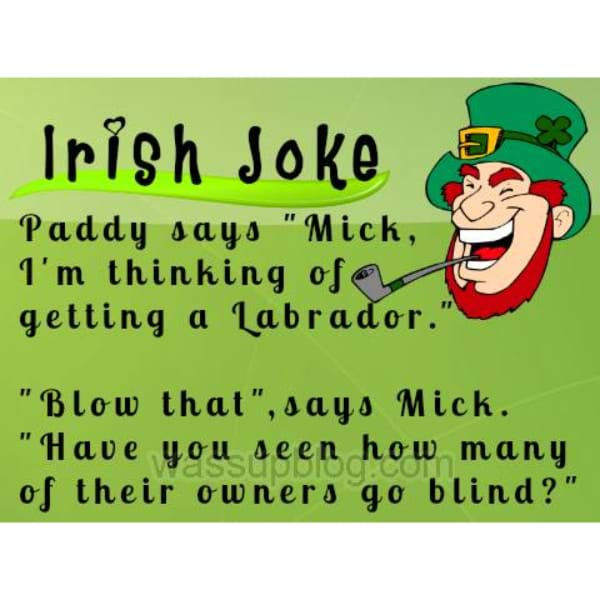 Irish Joke
Paddy says "Mick,
I'm thinking of
getting a Labrador."
"Blow that",says Mick.
"Have you seen how many
wassupblog.com
of their owners go blind?"